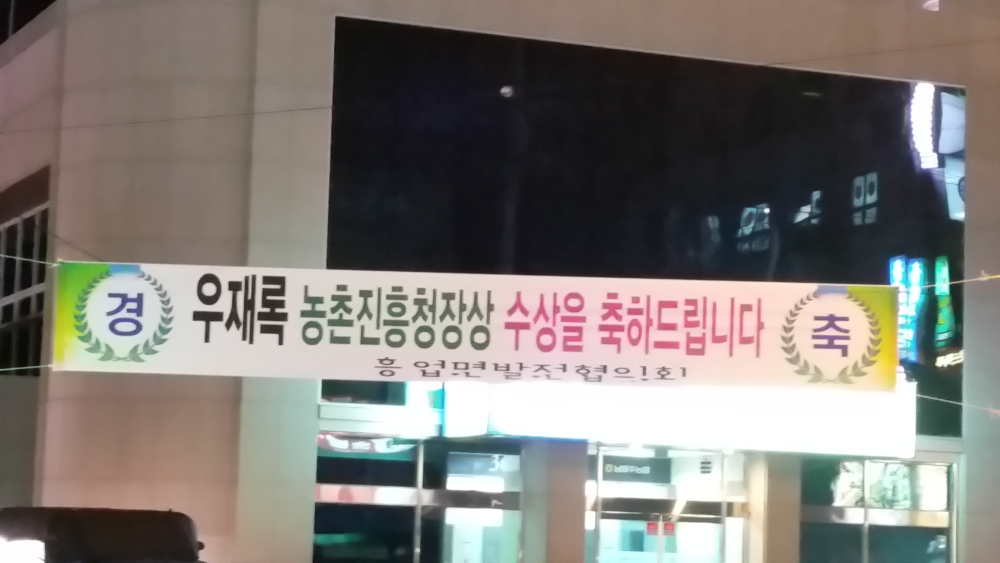 경 우재록 농촌진흥청장상 수상을 축하드립니다 축
흥업면발전협의회